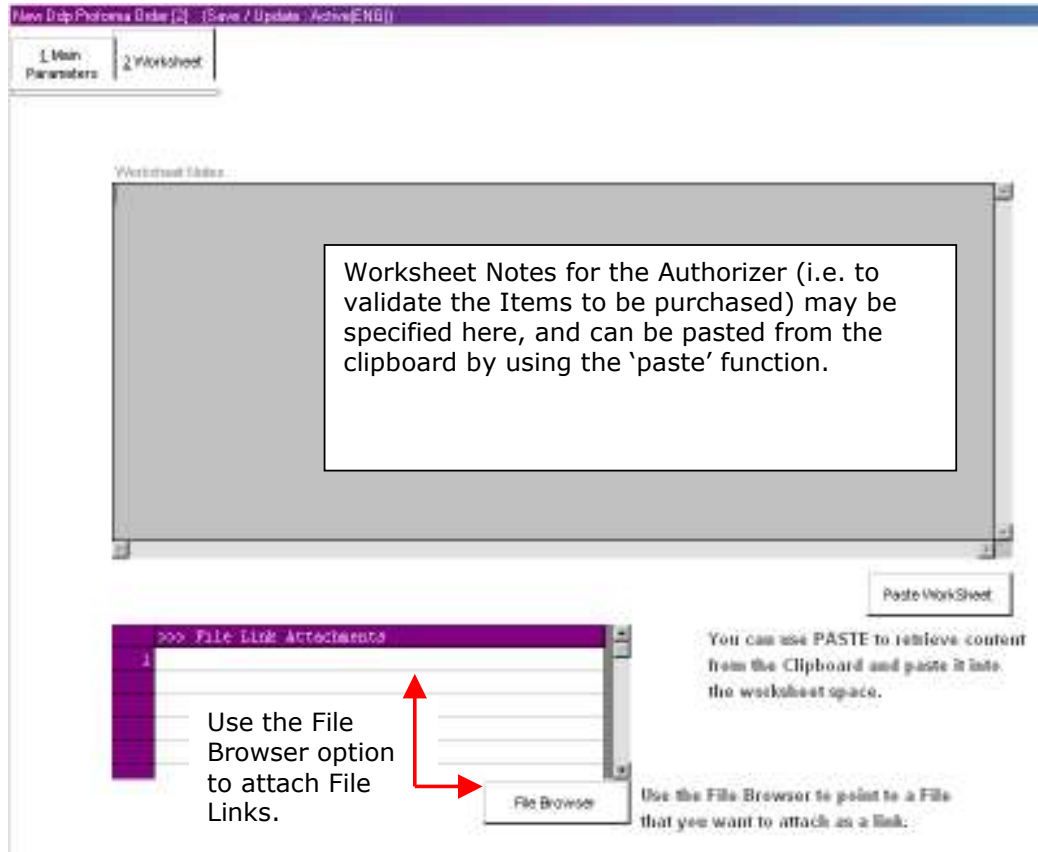 New Ddp Proforma Order [2] (Save / Update : Active[ENG])
1 Main
Parameters
2 Worksheet
Worksheet Notes
Worksheet Notes for the Authorizer (i.e. to
validate the Items to be purchased) may be
specified here, and can be pasted from the
clipboard by using the ‘paste’ function.
Paste WorkSheet
>>> File Link Attachments
1
You can use PASTE to retrieve content
from the Clipboard and paste it into
the worksheet space.
Use the File
Browser option
to attach File
Links.
File Browser
Use the File Browser to point to a File
that you want to attach as a link.